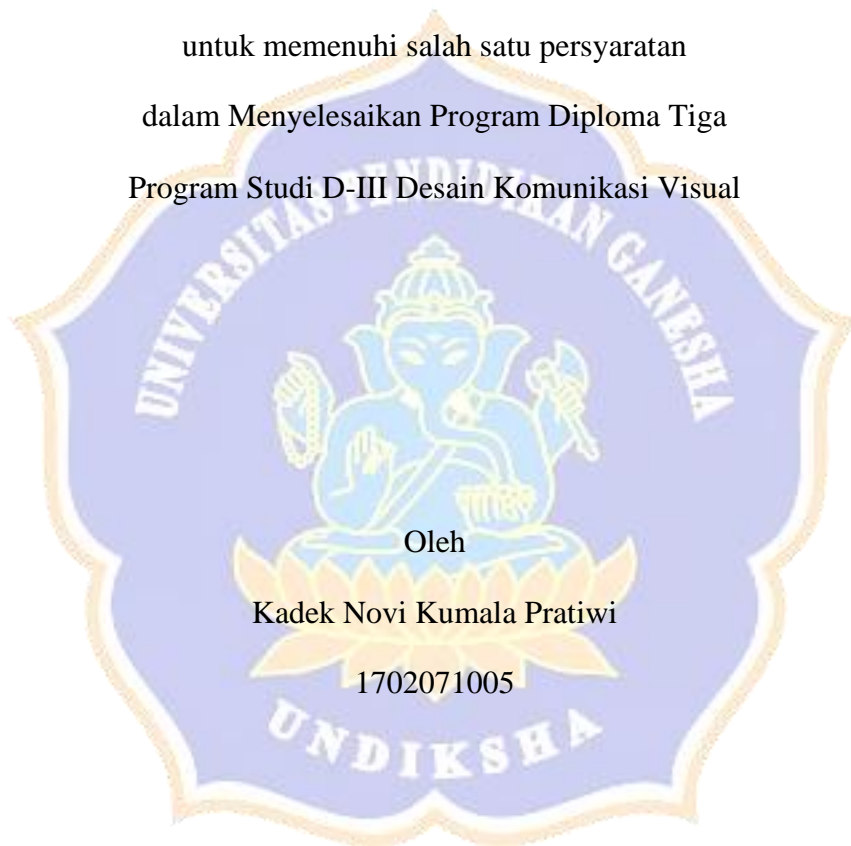 untuk memenuhi salah satu persyaratan
dalam Menyelesaikan Program Diploma Tiga
Program Studi D-III Desain Komunikasi Visual
UNIVERSITAS PENDIDIKAN GANESHA
Oleh
Kadek Novi Kumala Pratiwi
1702071005
UNDIKSHA